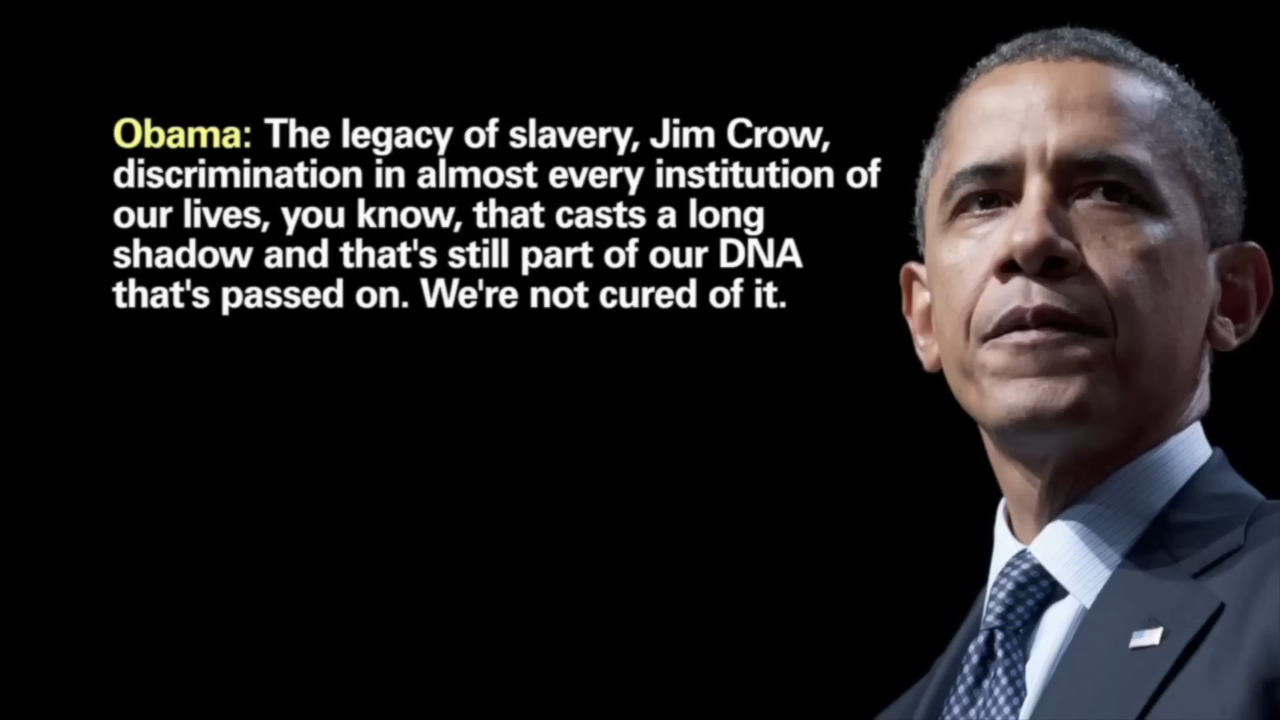 Obama: The legacy of slavery, Jim Crow,
discrimination in almost every institution of
our lives, you know, that casts a long
shadow and that's still part of our DNA
that's passed on. We're not cured of it.